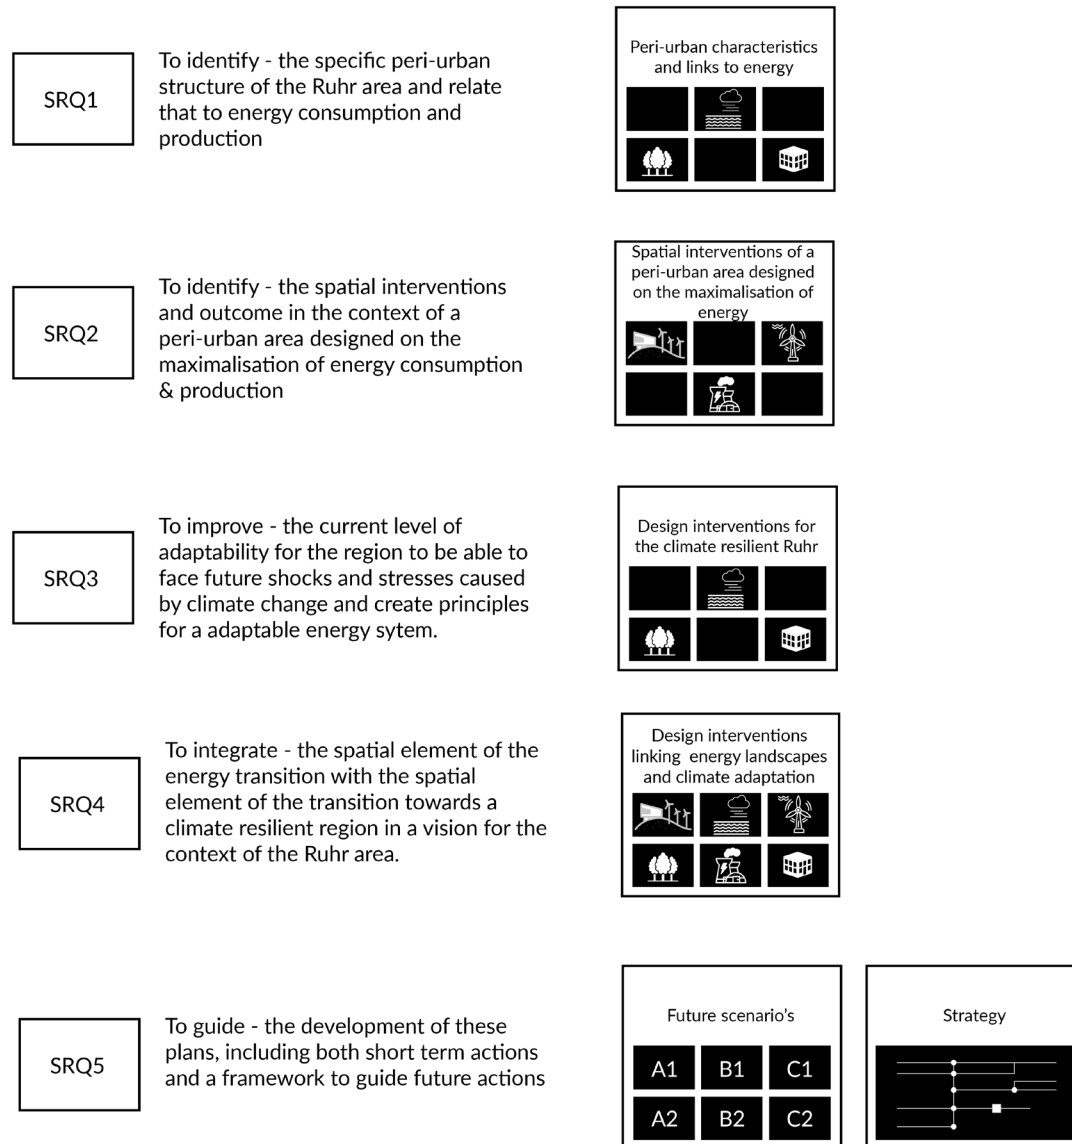 SRQ1
To identify - the specific peri-urban
structure of the Ruhr area and relate
that to energy consumption and
production
Peri-urban characteristics
and links to energy
SRQ2
To identify - the spatial interventions
and outcome in the context of a
peri-urban area designed on the
maximalisation of energy consumption
& production
Spatial interventions of a
peri-urban area designed
on the maximalisation of
energy
SRQ3
To improve - the current level of
adaptability for the region to be able to
face future shocks and stresses caused
by climate change and create principles
for a adaptable energy sytem.
Design interventions for
the climate resilient Ruhr
SRQ4
To integrate - the spatial element of the
energy transition with the spatial
element of the transition towards a
climate resilient region in a vision for the
context of the Ruhr area.
Design interventions
linking energy landscapes
and climate adaptation
SRQ5
To guide - the development of these
plans, including both short term actions
and a framework to guide future actions
Future scenario's
A1 B1 C1
A2 B2 C2
Strategy